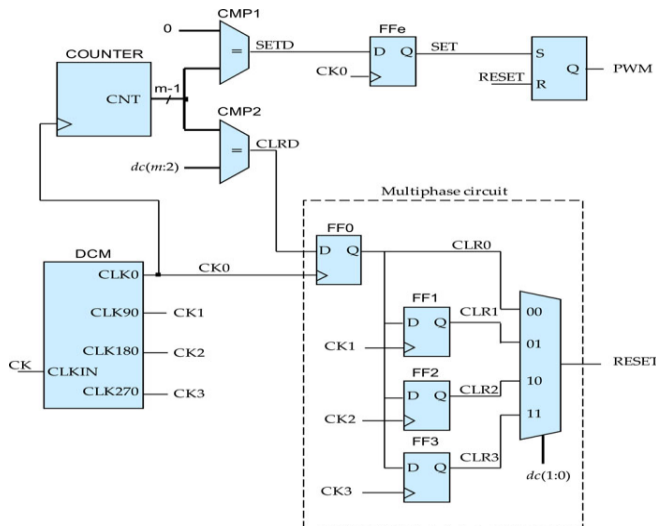 CMP1
0
=
SETD
FFe
D Q
CK0
SET
S
R
Q
PWM
RESET
COUNTER
CNT
m-1
CMP2
=
CLRD
dc(m:2)
Multiphase circuit
FF0
D Q
CLR0
DCM
CLK0
CK0
CLK90
CK1
CLK180
CK2
CK
CLKIN
CLK270
CK3
FF1
D Q
CLR1
CK1
FF2
D Q
CLR2
CK2
FF3
D Q
CLR3
CK3
00
01
10
11
RESET
dc(1:0)